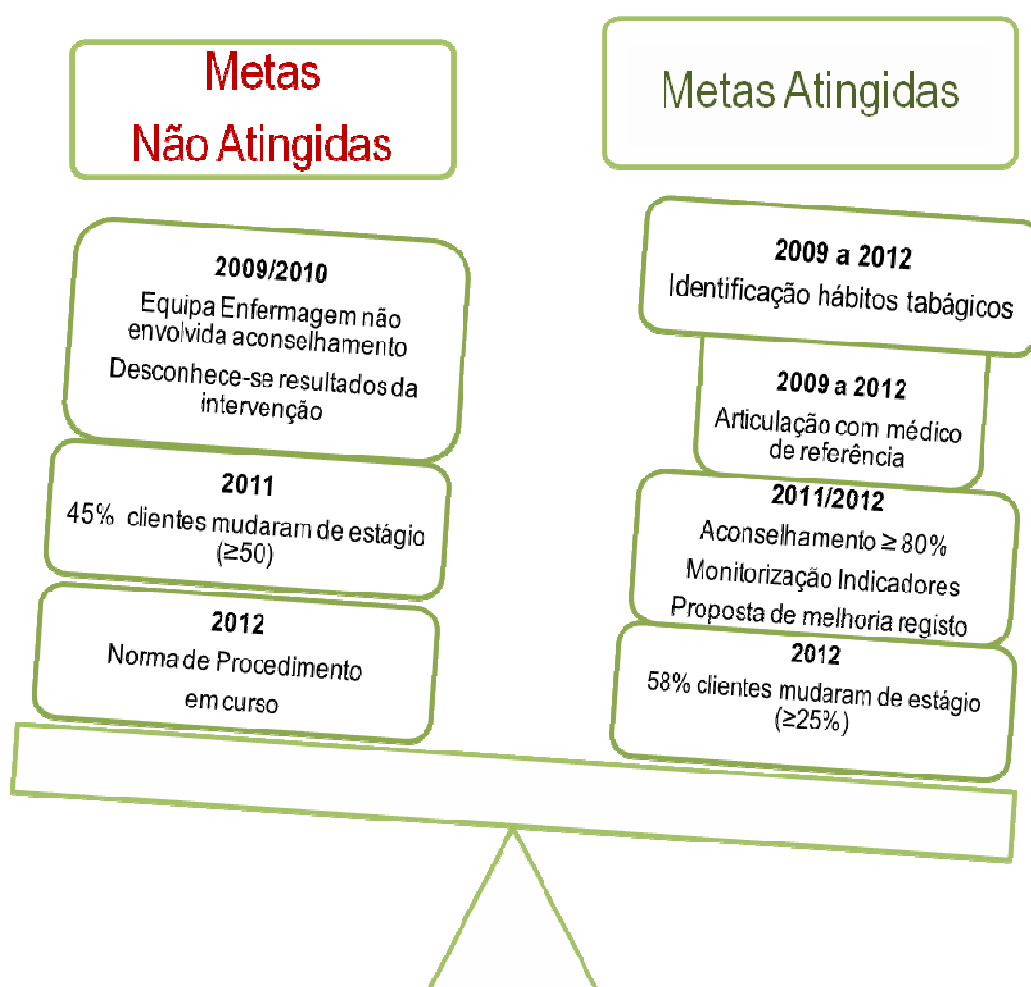 Metas
Não Atingidas
2009/2010
Equipa Enfermagem não
envolvida aconselhamento
Desconhece-se resultados da
intervenção
2011
45% clientes mudaram de estágio
(≥50)
2012
Norma de Procedimento
em curso
Metas Atingidas
2009 a 2012
Identificação hábitos tabágicos
2009 a 2012
Articulação com médico
de referência
2011/2012
Aconselhamento ≥ 80%
Monitorização Indicadores
Proposta de melhoria registo
2012
58% clientes mudaram de estágio
(≥25%)